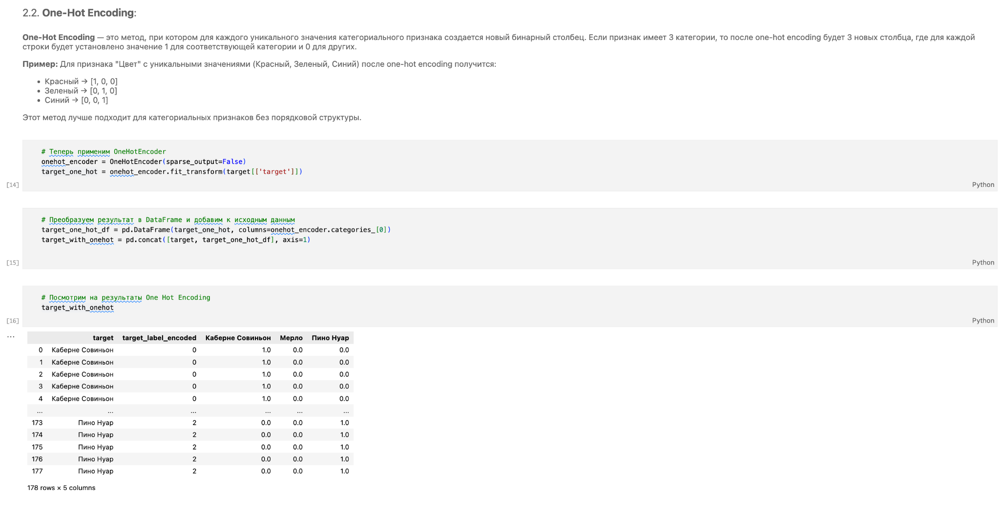 2.2. One-Hot Encoding:
One-Hot Encoding — это метод, при котором для каждого уникального значения категориального признака создается новый бинарный столбец. Если признак имеет 3 категории, то после one-hot encoding будет 3 новых столбца, где для каждой
строки будет установлено значение 1 для соответствующей категории и 0 для других.
Пример: Для признака "Цвет" с уникальными значениями (Красный, Зеленый, Синий) после one-hot encoding получится:
• Красный → [1, 0, 0]
• Зеленый → [0, 1, 0]
• Синий → [0, 0, 1]
Этот метод лучше подходит для категориальных признаков без порядковой структуры.
# Теперь применим OneHotEncoder
onehot_encoder = OneHotEncoder(sparse_output=False)
target_one_hot = onehot_encoder.fit_transform(target[['target']])
[14] Python
# Преобразуем результат в DataFrame и добавим к исходным данным
target_one_hot_df = pd.DataFrame(target_one_hot, columns=onehot_encoder.categories_[0])
target_with_onehot = pd.concat([target, target_one_hot_df], axis=1)
[15] Python
# Посмотрим на результаты One Hot Encoding
target_with_onehot
[16] Python
...
target target_label_encoded Каберне Совиньон Мерло Пино Нуар
0 Каберне Совиньон 0 1.0 0.0 0.0
1 Каберне Совиньон 0 1.0 0.0 0.0
2 Каберне Совиньон 0 1.0 0.0 0.0
3 Каберне Совиньон 0 1.0 0.0 0.0
4 Каберне Совиньон 0 1.0 0.0 0.0
... ... ... ... ... ...
173 Пино Нуар 2 0.0 0.0 1.0
174 Пино Нуар 2 0.0 0.0 1.0
175 Пино Нуар 2 0.0 0.0 1.0
176 Пино Нуар 2 0.0 0.0 1.0
177 Пино Нуар 2 0.0 0.0 1.0
178 rows × 5 columns